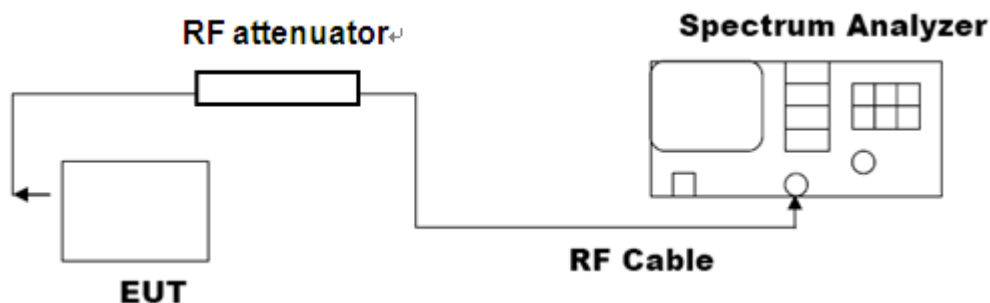 RF attenuator↵
Spectrum Analyzer
RF Cable
EUT